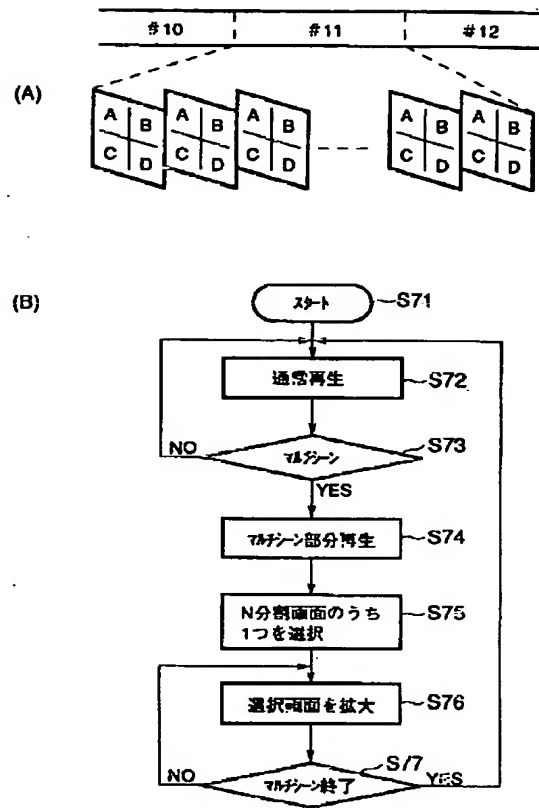 #10 #11 #12
(A)
A B A B A B A B A B
C D C D C D C D C D
(B)
スタート S71
通常再生 S72
マルチシーン S73
NO
YES
マルチシーン部分再生 S74
N分割画面のうち
1つを選択 S75
選択画面を拡大 S76
マルチシーン終了 S77
NO YES